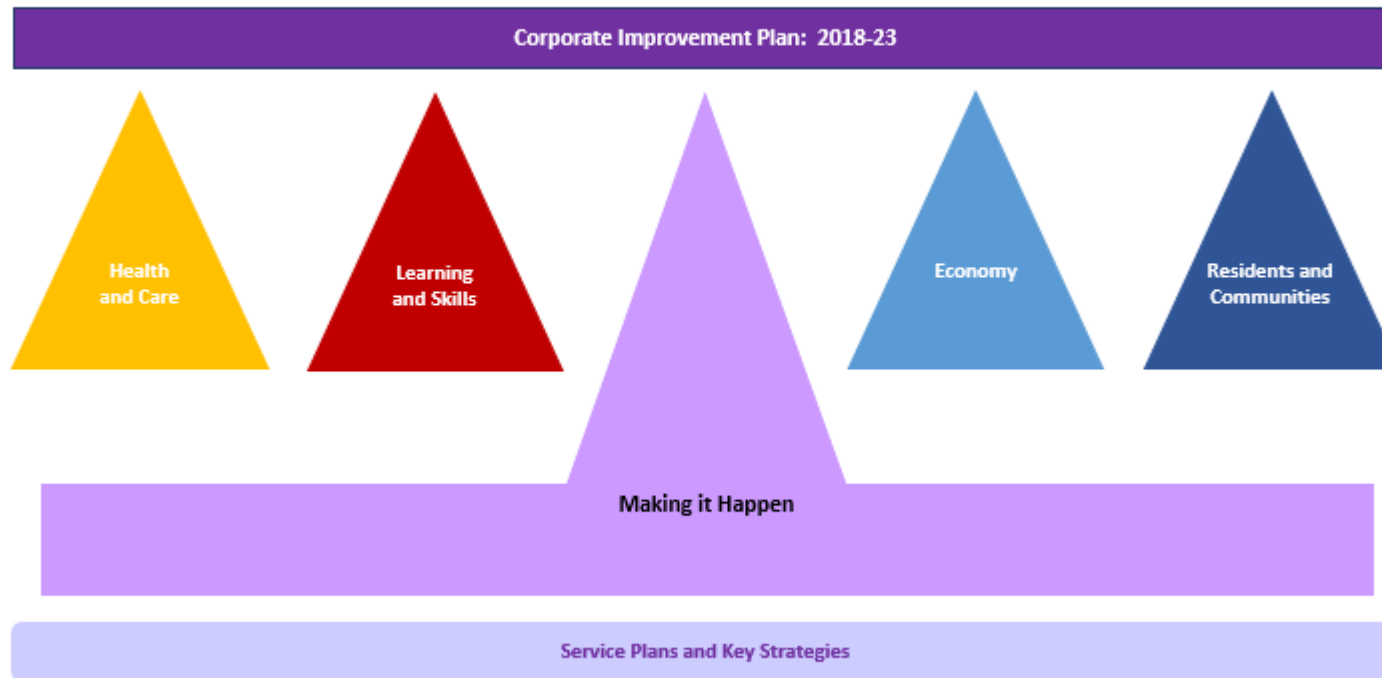 Corporate Improvement Plan: 2018-23
Health
and Care
Learning
and Skills
Economy
Residents and
Communities
Making it Happen
Service Plans and Key Strategies